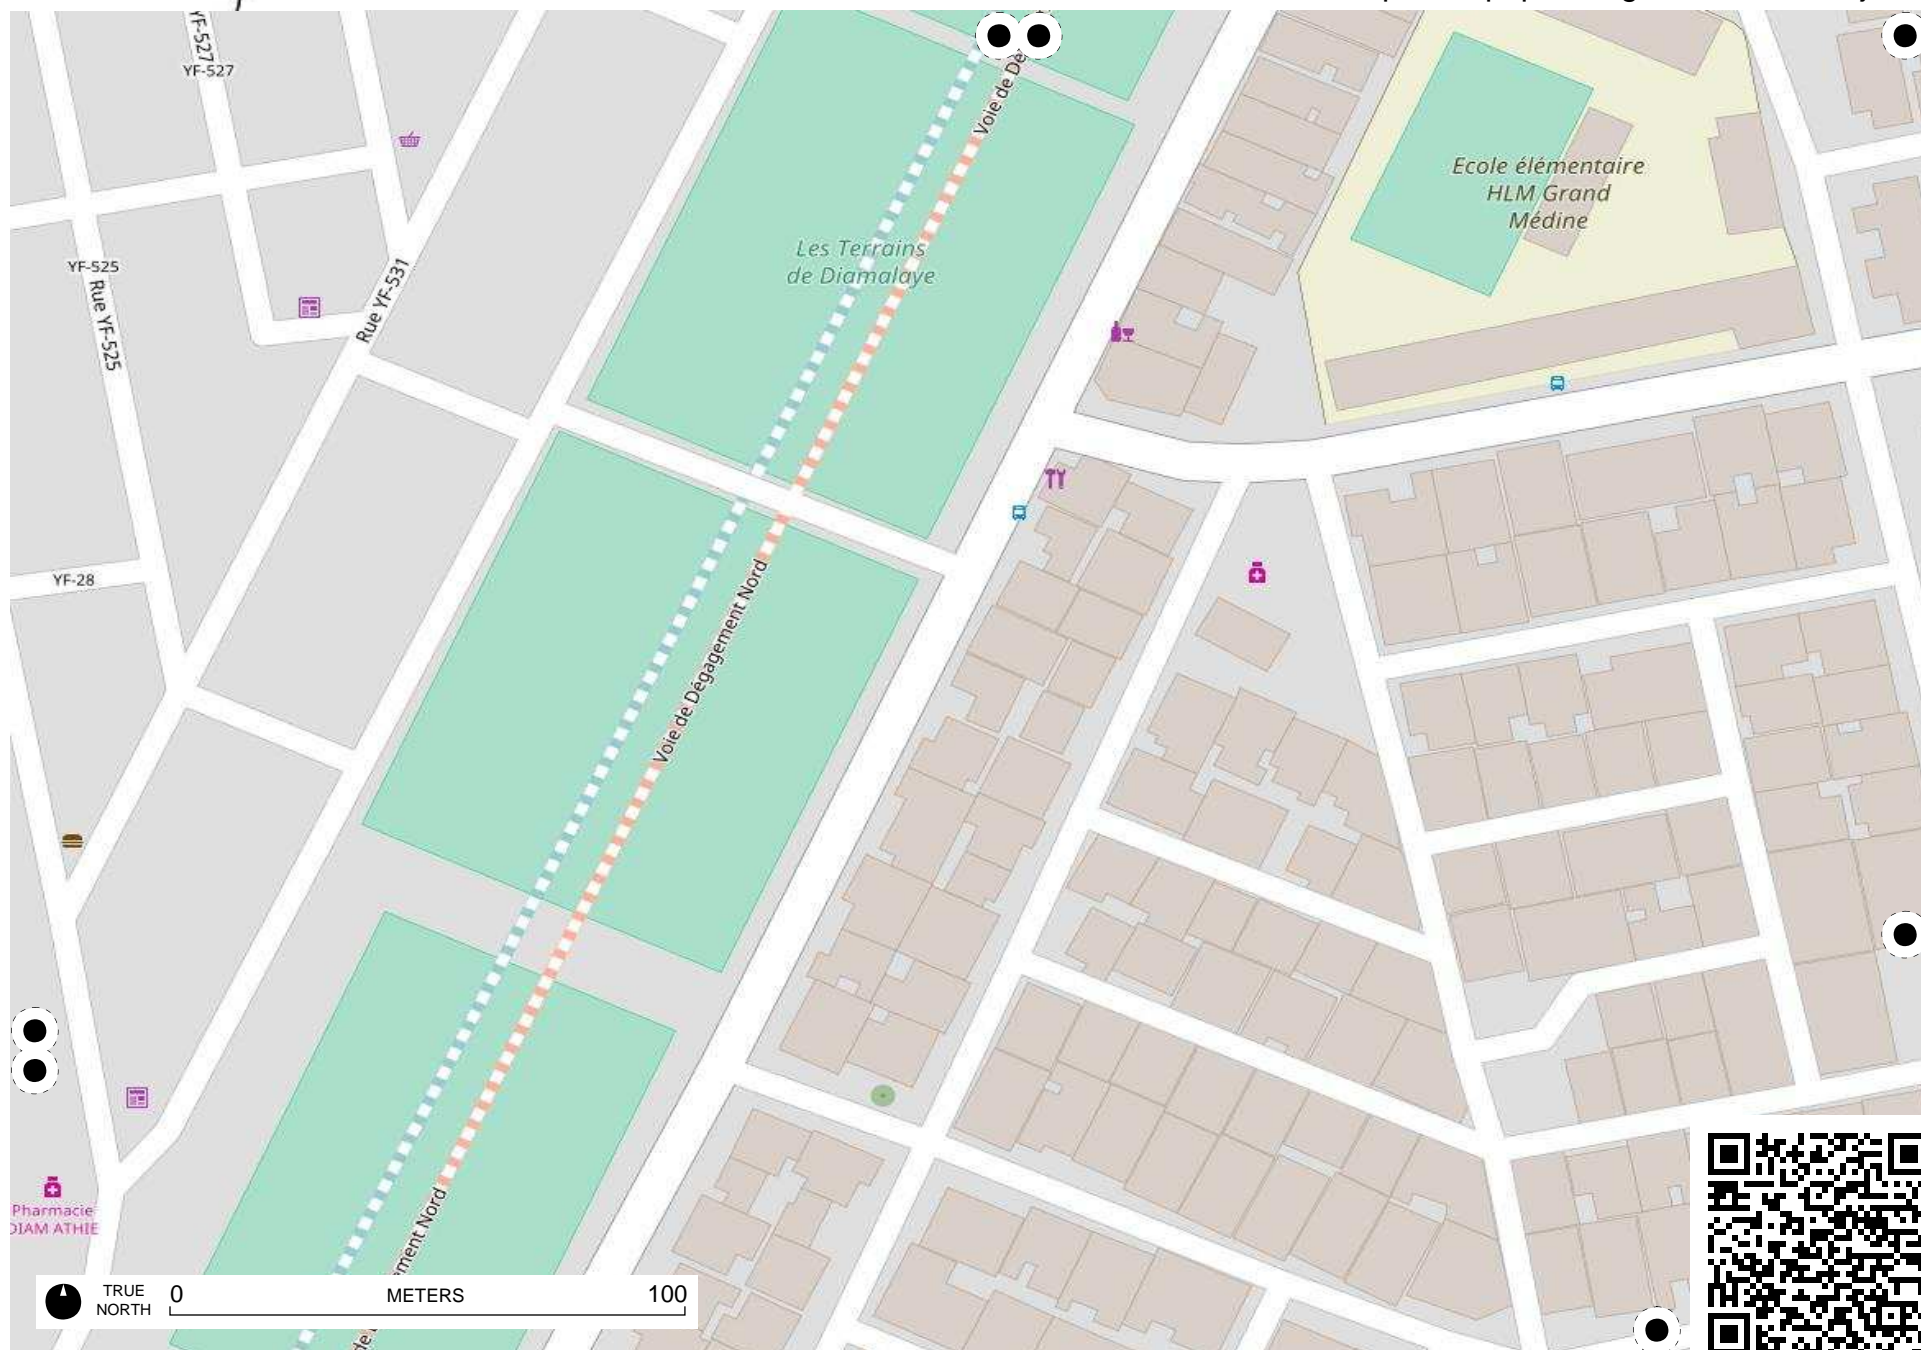 YF-527
YF-527
Voie de Dé
Ecole élémentaire
HLM Grand
Médine
Les Terrains
de Diamalaye
YF-525
Rue YF-525
Rue YF-531
YF-28
Voie de Dégagement Nord
Pharmacie
DIAM ATHIE
ement Nord
de
TRUE
NORTH
0
METERS
100